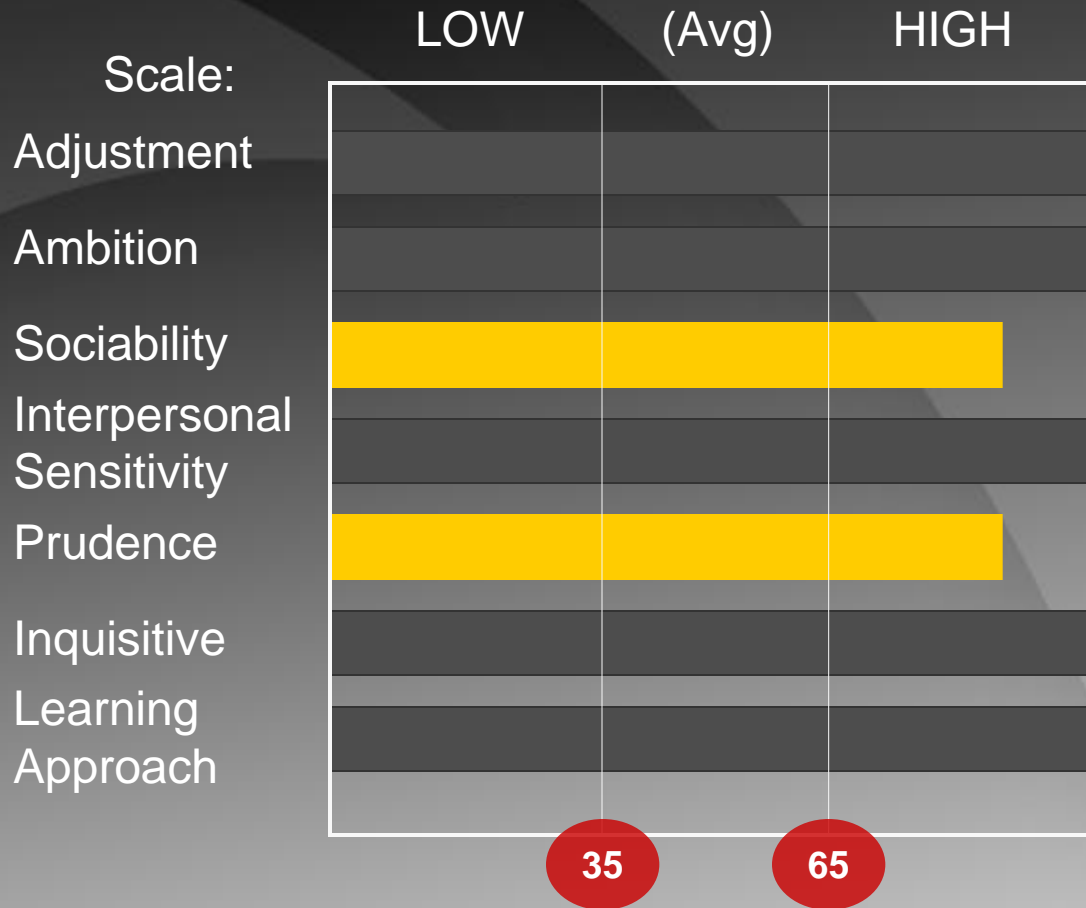 LOW (Avg) HIGH
Scale:
Adjustment
Ambition
Sociability
Interpersonal
Sensitivity
Prudence
Inquisitive
Learning
Approach
35 65